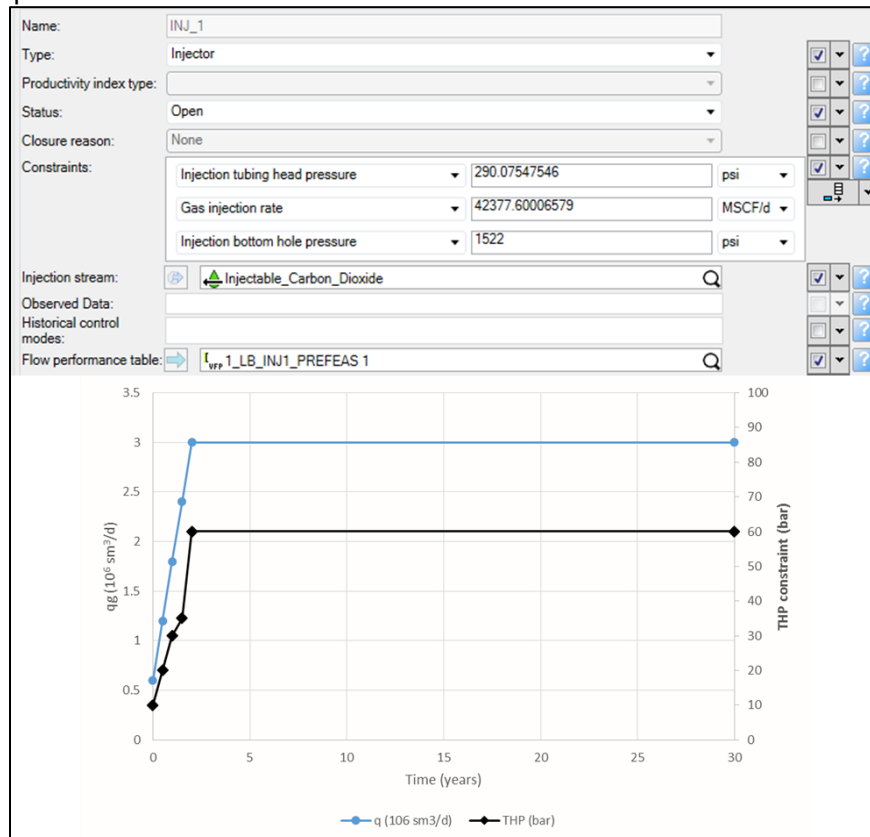 Name: INJ_1
Type: Injector
Productivity index type:
Status: Open
Closure reason: None
Constraints:
Injection tubing head pressure 290.07547546 psi
Gas injection rate 42377.60006579 MSCF/d
Injection bottom hole pressure 1522 psi
Injection stream: Injectable_Carbon_Dioxide
Observed Data:
Historical control
modes:
Flow performance table: VFP 1_LB_INJ1_PREFEAS 1
? ? ? ? ? ? ? ? ? ?
3.5
3
2.5
2
1.5
1
0.5
0
qg (10⁶ sm³/d)
100
90
80
70
60
50
40
30
20
10
0
THP constraint (bar)
0 5 10 15 20 25 30
Time (years)
q (106 sm3/d) THP (bar)